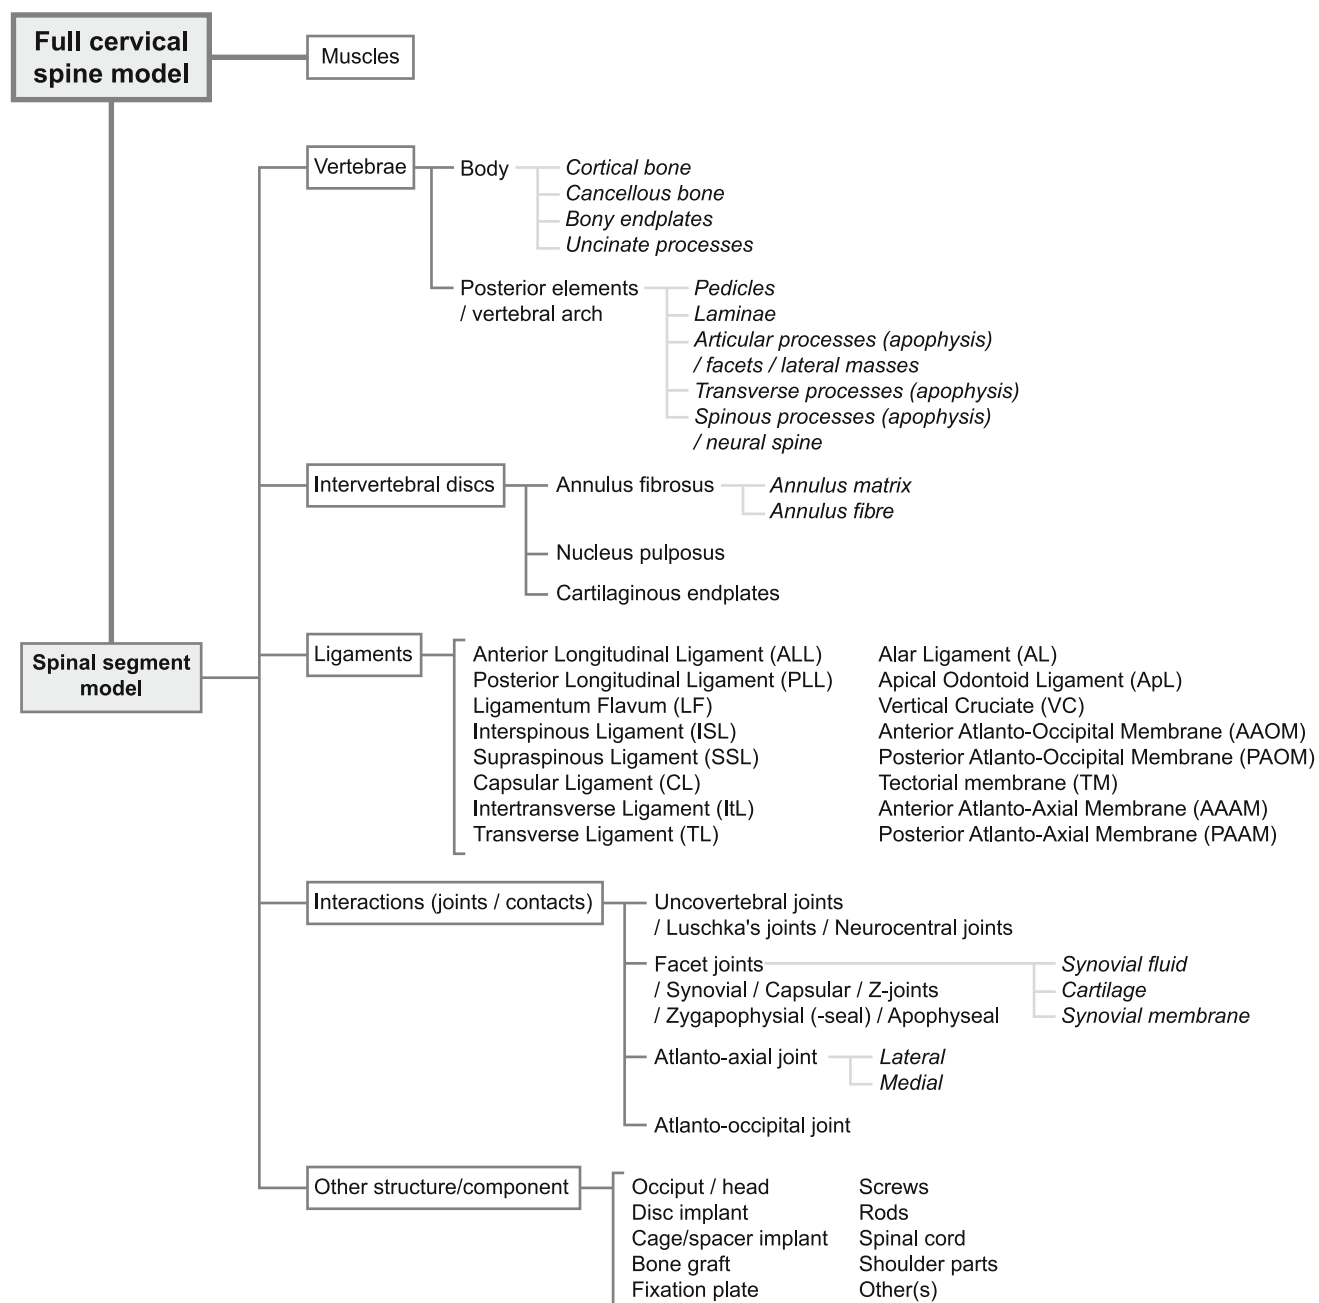 Full cervical
spine model
Muscles
Vertebrae
Body
Cortical bone
Cancellous bone
Bony endplates
Uncinate processes
Posterior elements
/ vertebral arch
Pedicles
Laminae
Articular processes (apophysis)
/ facets / lateral masses
Transverse processes (apophysis)
Spinous processes (apophysis)
/ neural spine
Intervertebral discs
Annulus fibrosus
Annulus matrix
Annulus fibre
Nucleus pulposus
Cartilaginous endplates
Spinal segment
model
Ligaments
Anterior Longitudinal Ligament (ALL)
Posterior Longitudinal Ligament (PLL)
Ligamentum Flavum (LF)
Interspinous Ligament (ISL)
Supraspinous Ligament (SSL)
Capsular Ligament (CL)
Intertransverse Ligament (ItL)
Transverse Ligament (TL)
Alar Ligament (AL)
Apical Odontoid Ligament (ApL)
Vertical Cruciate (VC)
Anterior Atlanto-Occipital Membrane (AAOM)
Posterior Atlanto-Occipital Membrane (PAOM)
Tectorial membrane (TM)
Anterior Atlanto-Axial Membrane (AAAM)
Posterior Atlanto-Axial Membrane (PAAM)
Interactions (joints / contacts)
Uncovertebral joints
/ Luschka's joints / Neurocentral joints
Facet joints
/ Synovial / Capsular / Z-joints
/ Zygapophysial (-seal) / Apophyseal
Synovial fluid
Cartilage
Synovial membrane
Atlanto-axial joint
Lateral
Medial
Atlanto-occipital joint
Other structure/component
Occiput / head
Disc implant
Cage/spacer implant
Bone graft
Fixation plate
Screws
Rods
Spinal cord
Shoulder parts
Other(s)